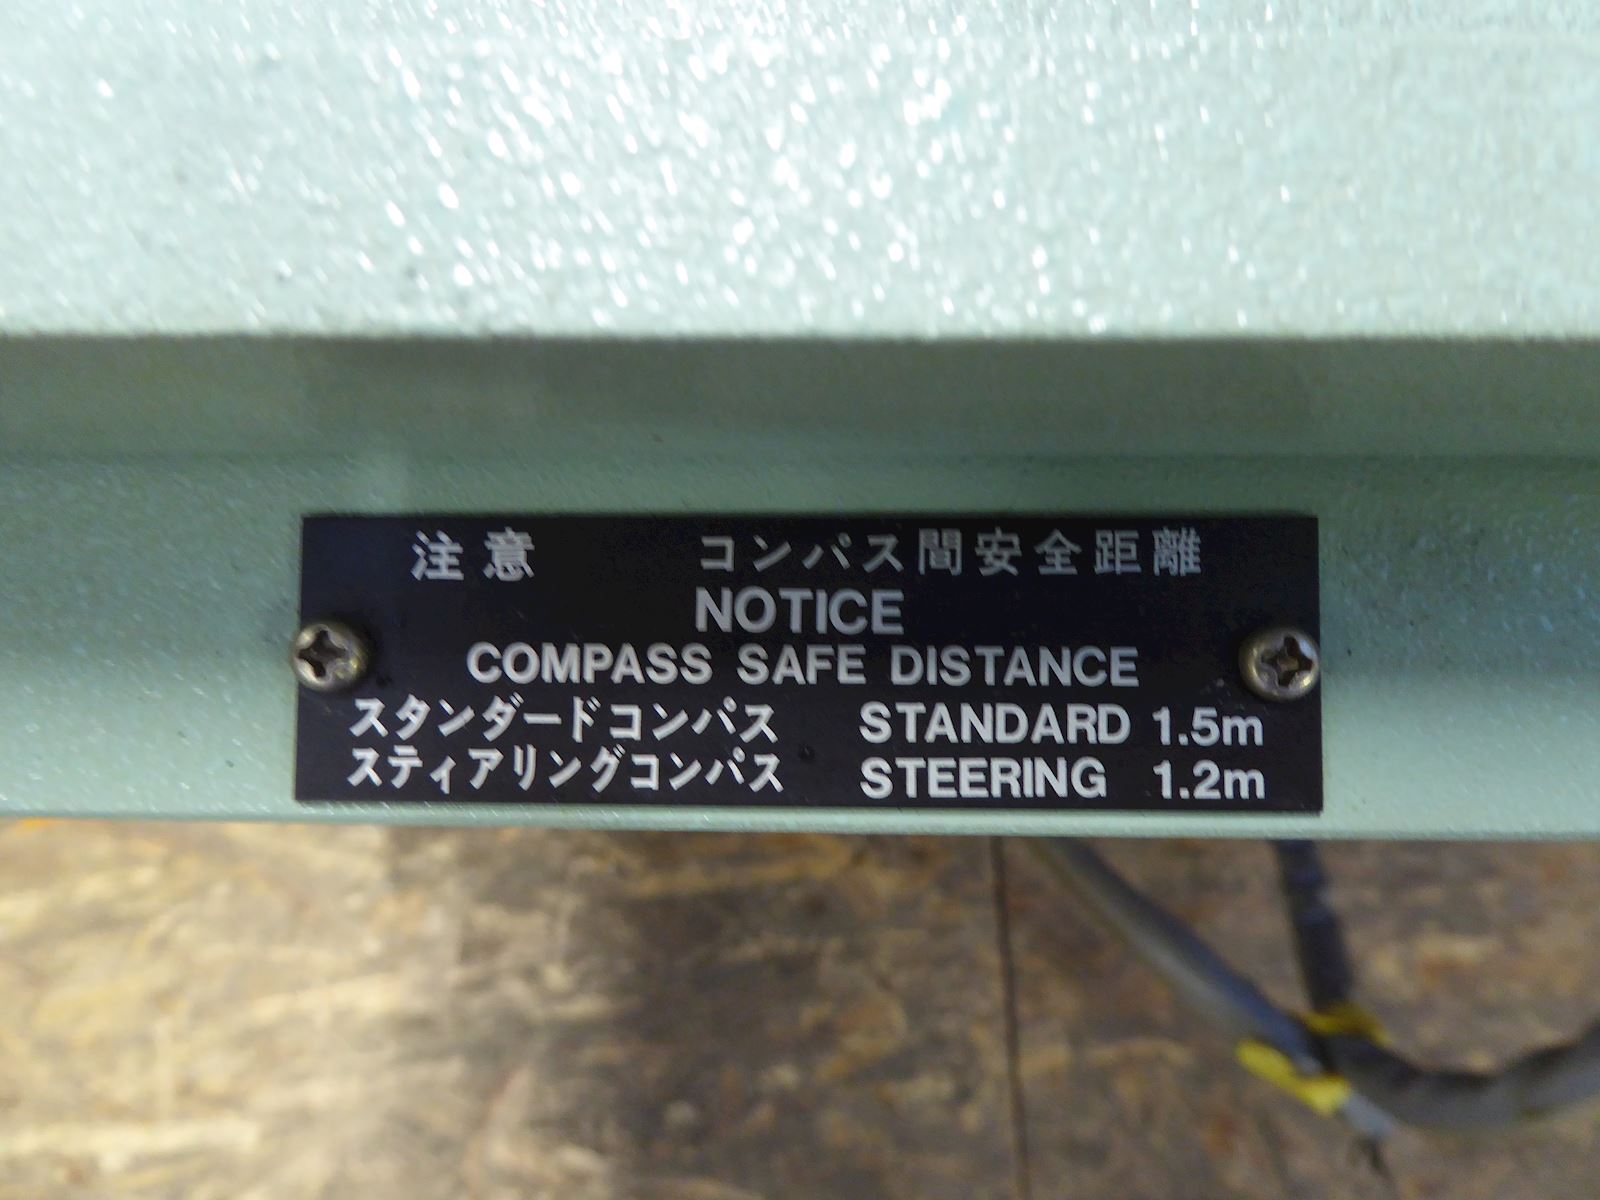 注意 コンパス間安全距離
NOTICE
COMPASS SAFE DISTANCE
スタンダードコンパス STANDARD 1.5m
スティアリングコンパス STEERING 1.2m